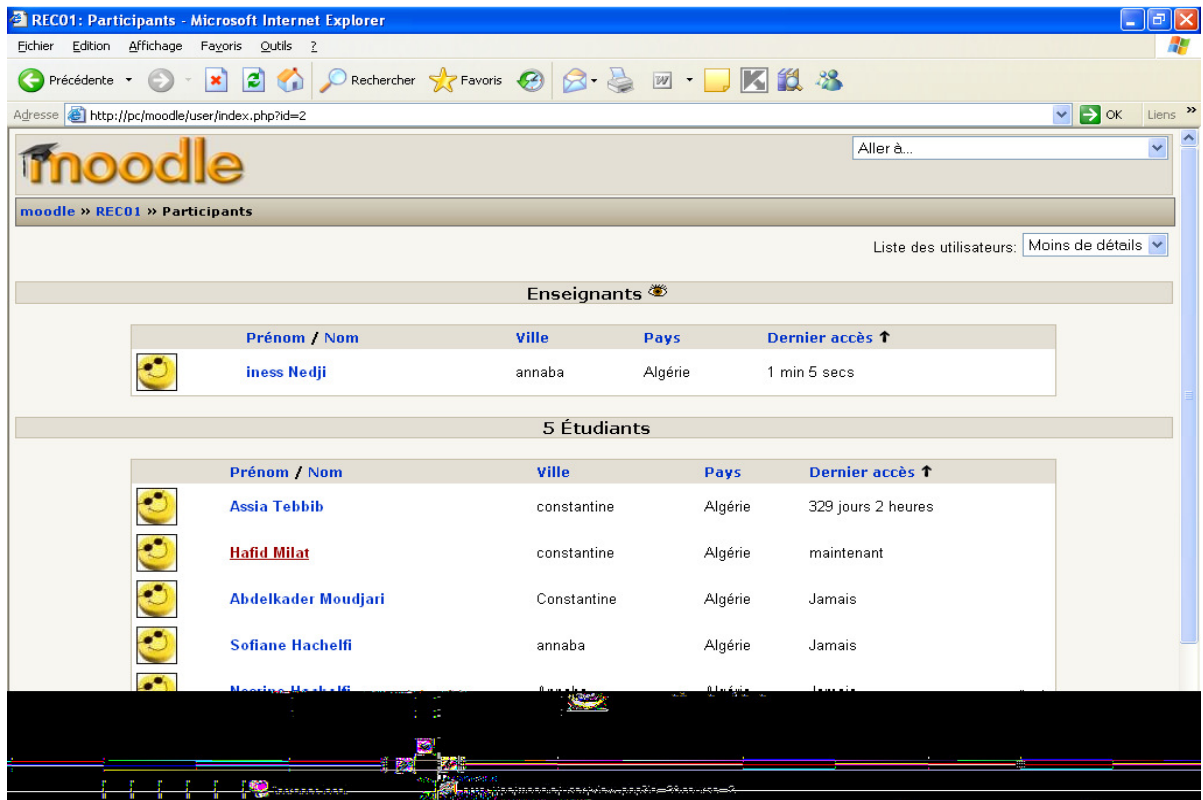 REC01: Participants - Microsoft Internet Explorer
Fichier Edition Affichage Favoris Outils ?
Précédente Rechercher Favoris
Adresse http://pc/moodle/user/index.php?id=2 OK Liens »
moodle Aller à...
moodle » REC01 » Participants
Liste des utilisateurs: Moins de détails
Enseignants
Prénom / Nom Ville Pays Dernier accès ↑
iness Nedji annaba Algérie 1 min 5 secs
5 Étudiants
Prénom / Nom Ville Pays Dernier accès ↑
Assia Tebbib constantine Algérie 329 jours 2 heures
Hafid Milat constantine Algérie maintenant
Abdelkader Moudjari Constantine Algérie Jamais
Sofiane Hachelfi annaba Algérie Jamais